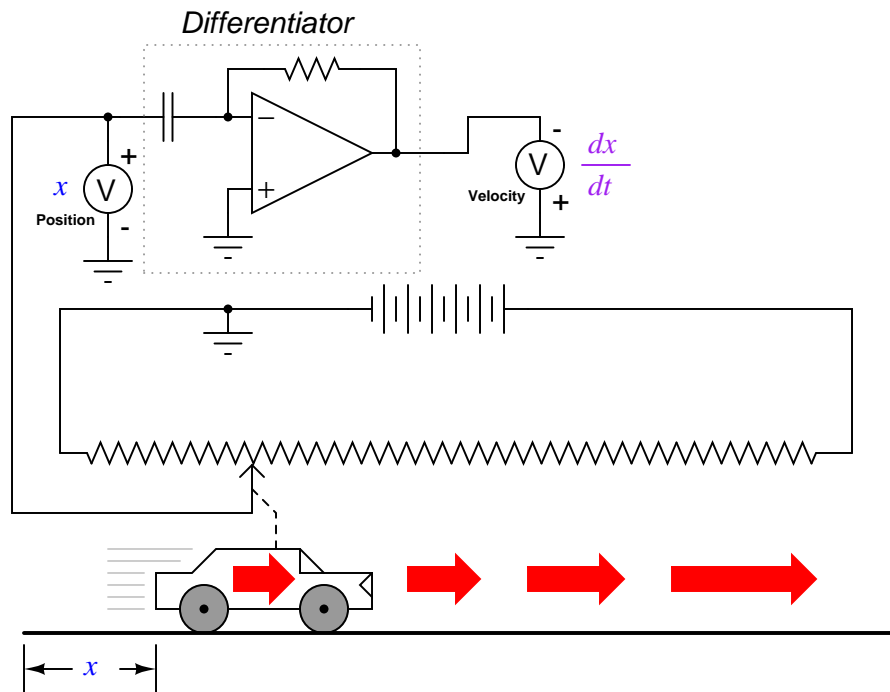 Differentiator
−
+
+
V
-
x
Position
-
V
+
Velocity
dx
dt
x